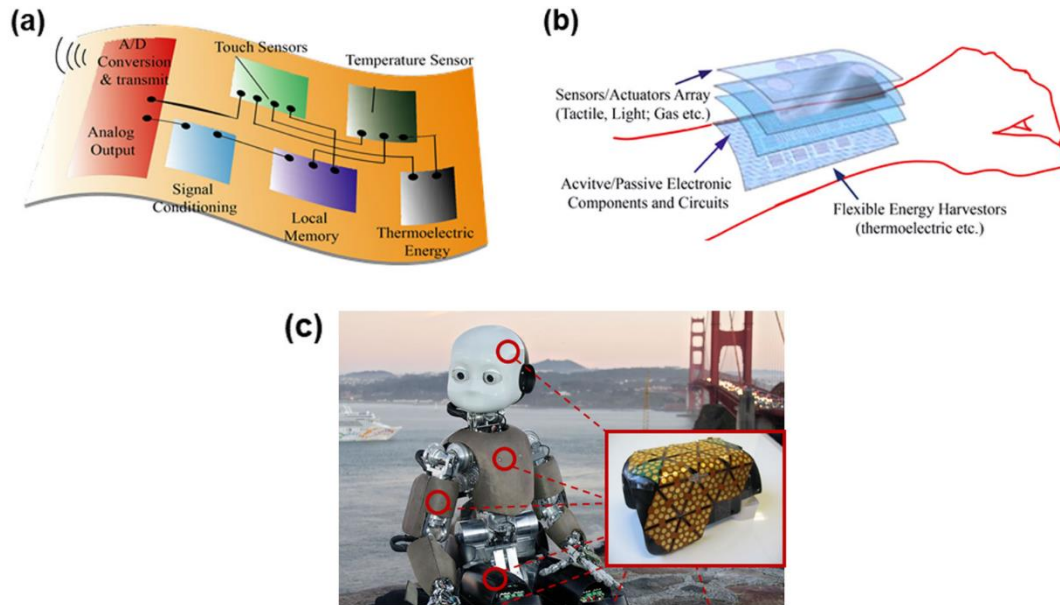 (a)
A/D
Conversion
& transmit
Touch Sensors
Temperature Sensor
Analog
Output
Signal
Conditioning
Local
Memory
Thermoelectric
Energy
(b)
Sensors/Actuators Array
(Tactile, Light; Gas etc.)
Acvitve/Passive Electronic
Components and Circuits
Flexible Energy Harvestors
(thermoelectric etc.)
(c)